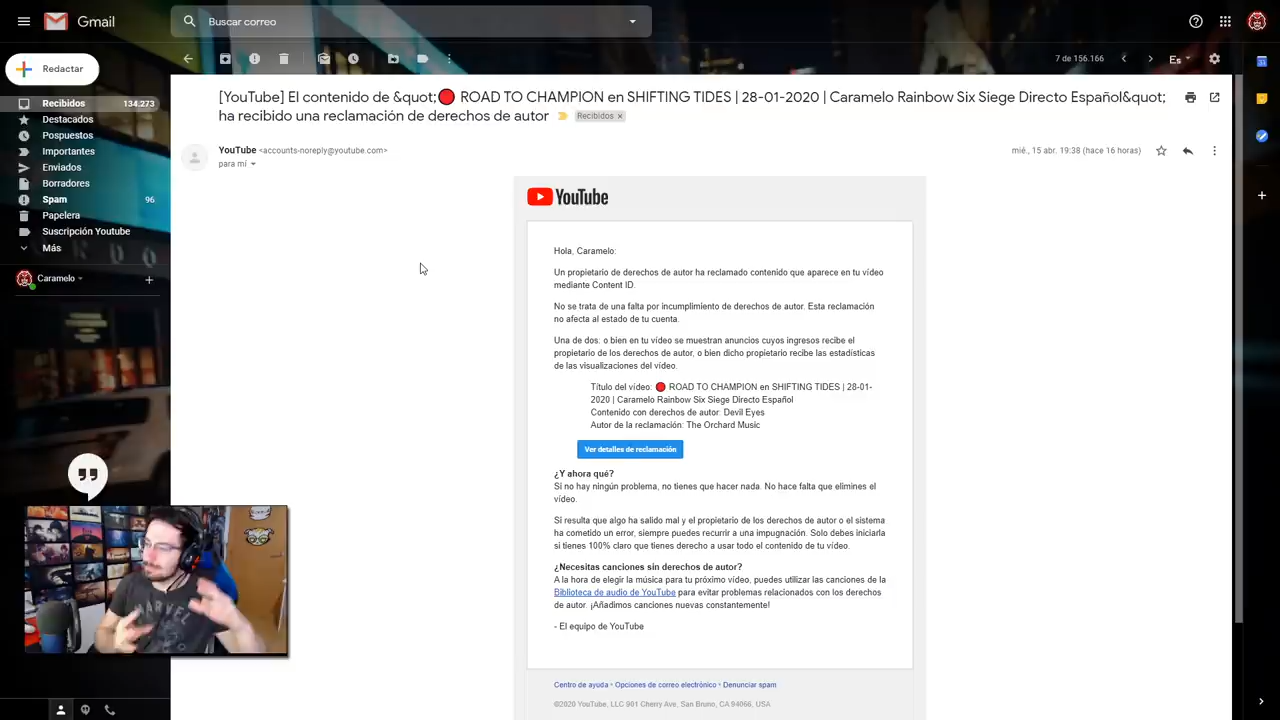 Gmail
Buscar correo
Redactar
7 de 156.166
Es
Recibidos 134.273
Destacados
Pospuestos
Importantes
Enviados
Borradores
Spam 96
Papelera
Suscripción Youtube
Más
Caramelo
[YouTube] El contenido de &quot;🔴 ROAD TO CHAMPION en SHIFTING TIDES | 28-01-2020 | Caramelo Rainbow Six Siege Directo Español&quot;
ha recibido una reclamación de derechos de autor
Recibidos x
YouTube <accounts-noreply@youtube.com>
mié., 15 abr. 19:38 (hace 16 horas)
para mí
YouTube
Hola, Caramelo:
Un propietario de derechos de autor ha reclamado contenido que aparece en tu vídeo
mediante Content ID.
No se trata de una falta por incumplimiento de derechos de autor. Esta reclamación
no afecta al estado de tu cuenta.
Una de dos: o bien en tu vídeo se muestran anuncios cuyos ingresos recibe el
propietario de los derechos de autor, o bien dicho propietario recibe las estadísticas
de las visualizaciones del vídeo.
Título del vídeo: 🔴 ROAD TO CHAMPION en SHIFTING TIDES | 28-01-
2020 | Caramelo Rainbow Six Siege Directo Español
Contenido con derechos de autor: Devil Eyes
Autor de la reclamación: The Orchard Music
Ver detalles de reclamación
¿Y ahora qué?
Si no hay ningún problema, no tienes que hacer nada. No hace falta que elimines el
vídeo.
Si resulta que algo ha salido mal y el propietario de los derechos de autor o el sistema
ha cometido un error, siempre puedes recurrir a una impugnación. Solo debes iniciarla
si tienes 100% claro que tienes derecho a usar todo el contenido de tu vídeo.
¿Necesitas canciones sin derechos de autor?
A la hora de elegir la música para tu próximo vídeo, puedes utilizar las canciones de la
Biblioteca de audio de YouTube para evitar problemas relacionados con los derechos
de autor. ¡Añadimos canciones nuevas constantemente!
- El equipo de YouTube
Centro de ayuda • Opciones de correo electrónico • Denunciar spam
©2020 YouTube, LLC 901 Cherry Ave, San Bruno, CA 94066, USA
MARVEL